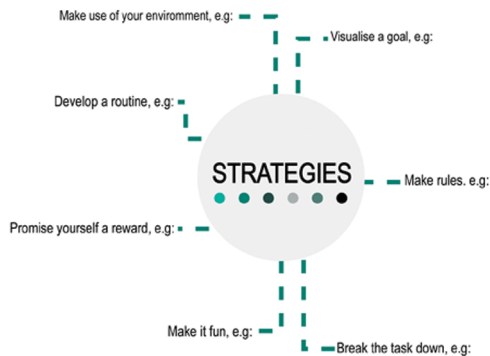 Make use of your enviromment, e.g:
Visualise a goal, e.g:
Develop a routine, e.g:
STRATEGIES
Make rules. e.g:
Promise yourself a reward, e.g:
Make it fun, e.g:
Break the task down, e.g: